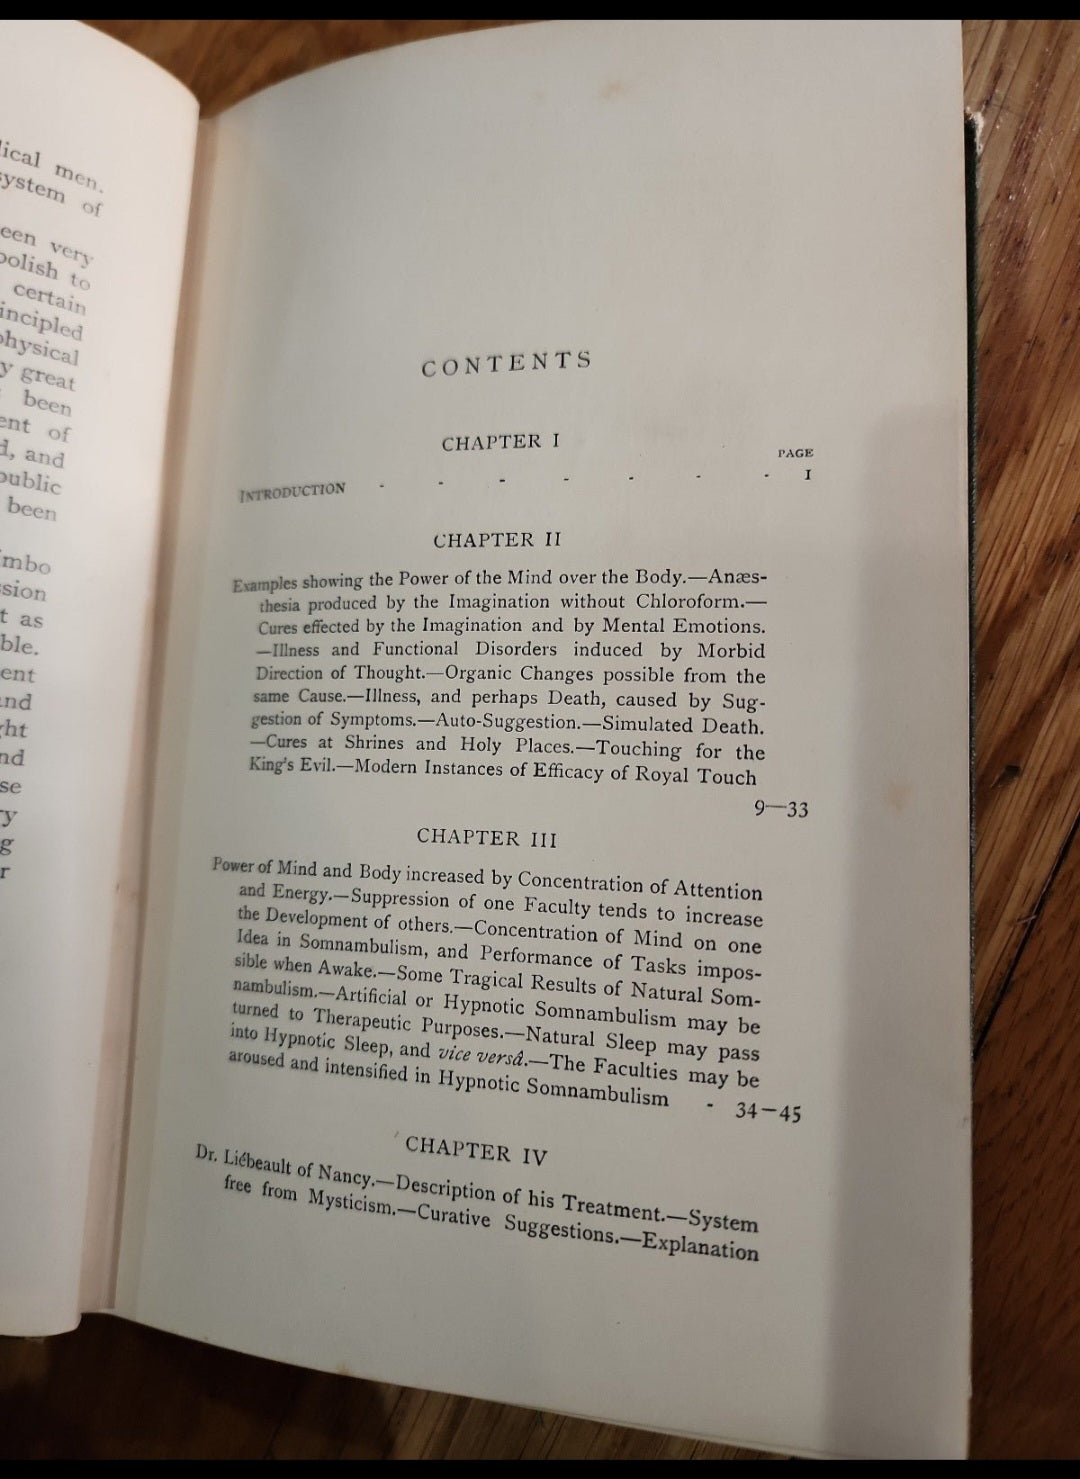 ical men.
system of
een very
polish to
certain
incipled
physical
y great
been
ent of
d, and
public
been
imbo
ssion
t as
ble.
ent
and
ght
nd
se
ry
g
r
CONTENTS
CHAPTER I
PAGE
INTRODUCTION - - - - - - - I
CHAPTER II
Examples showing the Power of the Mind over the Body.—Anæs-
thesia produced by the Imagination without Chloroform.—
Cures effected by the Imagination and by Mental Emotions.
—Illness and Functional Disorders induced by Morbid
Direction of Thought.—Organic Changes possible from the
same Cause.—Illness, and perhaps Death, caused by Sug-
gestion of Symptoms.—Auto-Suggestion.—Simulated Death.
—Cures at Shrines and Holy Places.—Touching for the
King's Evil.—Modern Instances of Efficacy of Royal Touch
9—33
CHAPTER III
Power of Mind and Body increased by Concentration of Attention
and Energy.—Suppression of one Faculty tends to increase
the Development of others.—Concentration of Mind on one
Idea in Somnambulism, and Performance of Tasks impos-
sible when Awake.—Some Tragical Results of Natural Som-
nambulism.—Artificial or Hypnotic Somnambulism may be
turned to Therapeutic Purposes.—Natural Sleep may pass
into Hypnotic Sleep, and vice versâ.—The Faculties may be
aroused and intensified in Hypnotic Somnambulism - 34—45
CHAPTER IV
Dr. Liébeault of Nancy.—Description of his Treatment.—System
free from Mysticism.—Curative Suggestions.—Explanation